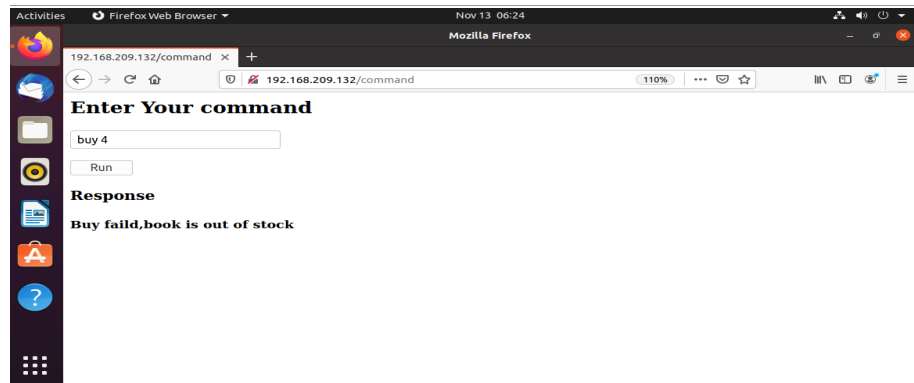 Activities Firefox Web Browser Nov 13 06:24
Mozilla Firefox
192.168.209.132/command
192.168.209.132/command 110%
Enter Your command
buy 4
Run
Response
Buy faild,book is out of stock